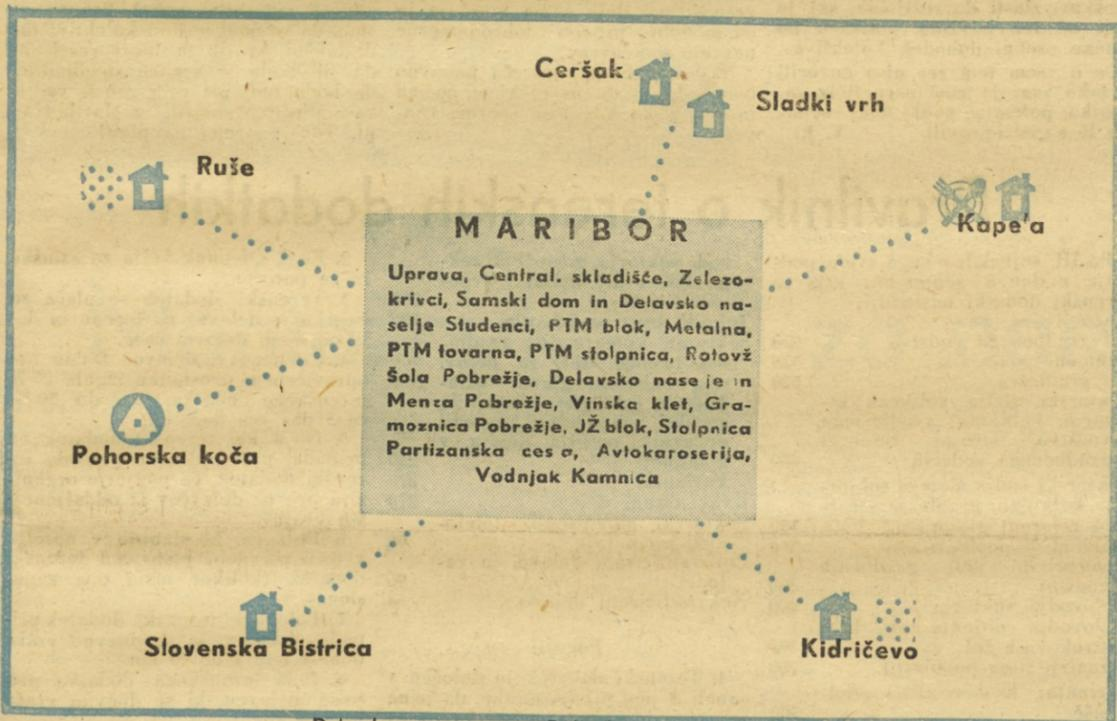 Ceršak
Sladki vrh
Ruše
Kape'a
MARIBOR
Uprava, Central. skladišče, Zelezo-
krivci, Samski dom in Delavsko na-
selje Studenci, PTM blok, Metalna,
PTM tovarna, PTM stolpnica, Rotovž
Šola Pobrežje, Delavsko nase je in
Menza Pobrežje, Vinska klet, Gra-
moznica Pobrežje, JŽ blok, Stolpnica
Partizanska ces a, Avtokaroserija,
Vodnjak Kamnica
Pohorska koča
Slovenska Bistrica
Kidričevo